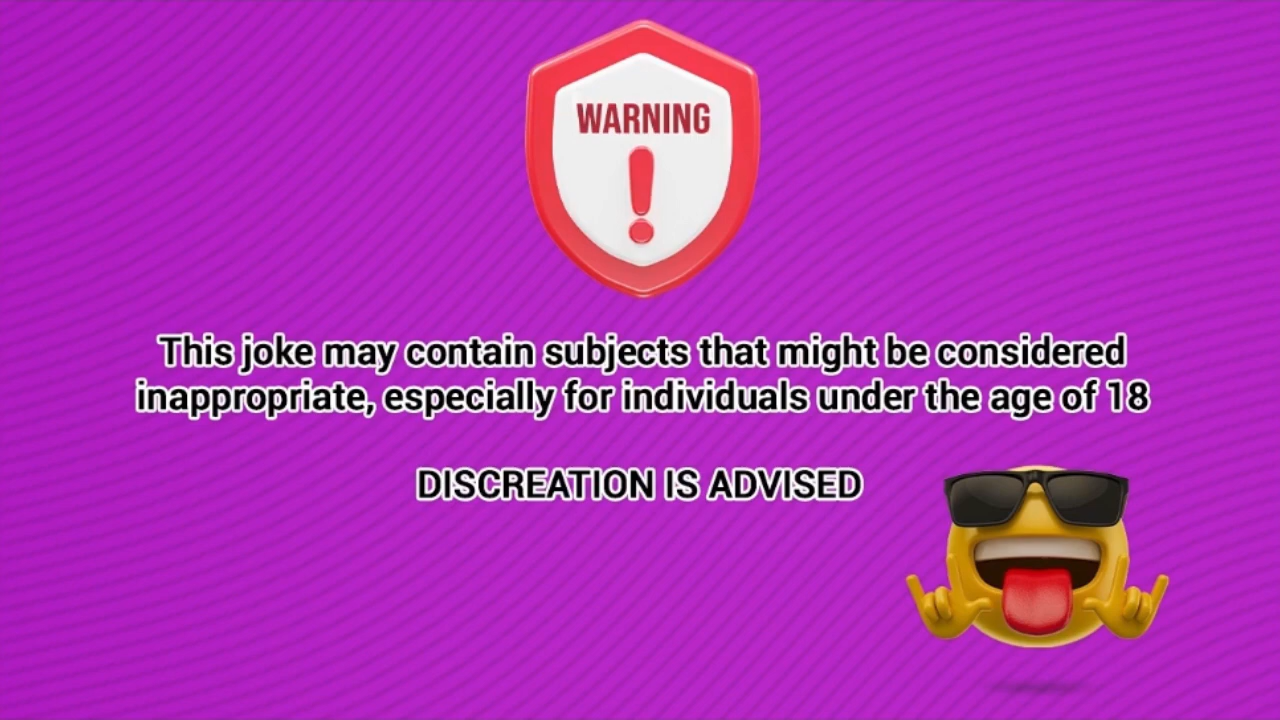 WARNING
!
This joke may contain subjects that might be considered
inappropriate, especially for individuals under the age of 18
DISCREATION IS ADVISED